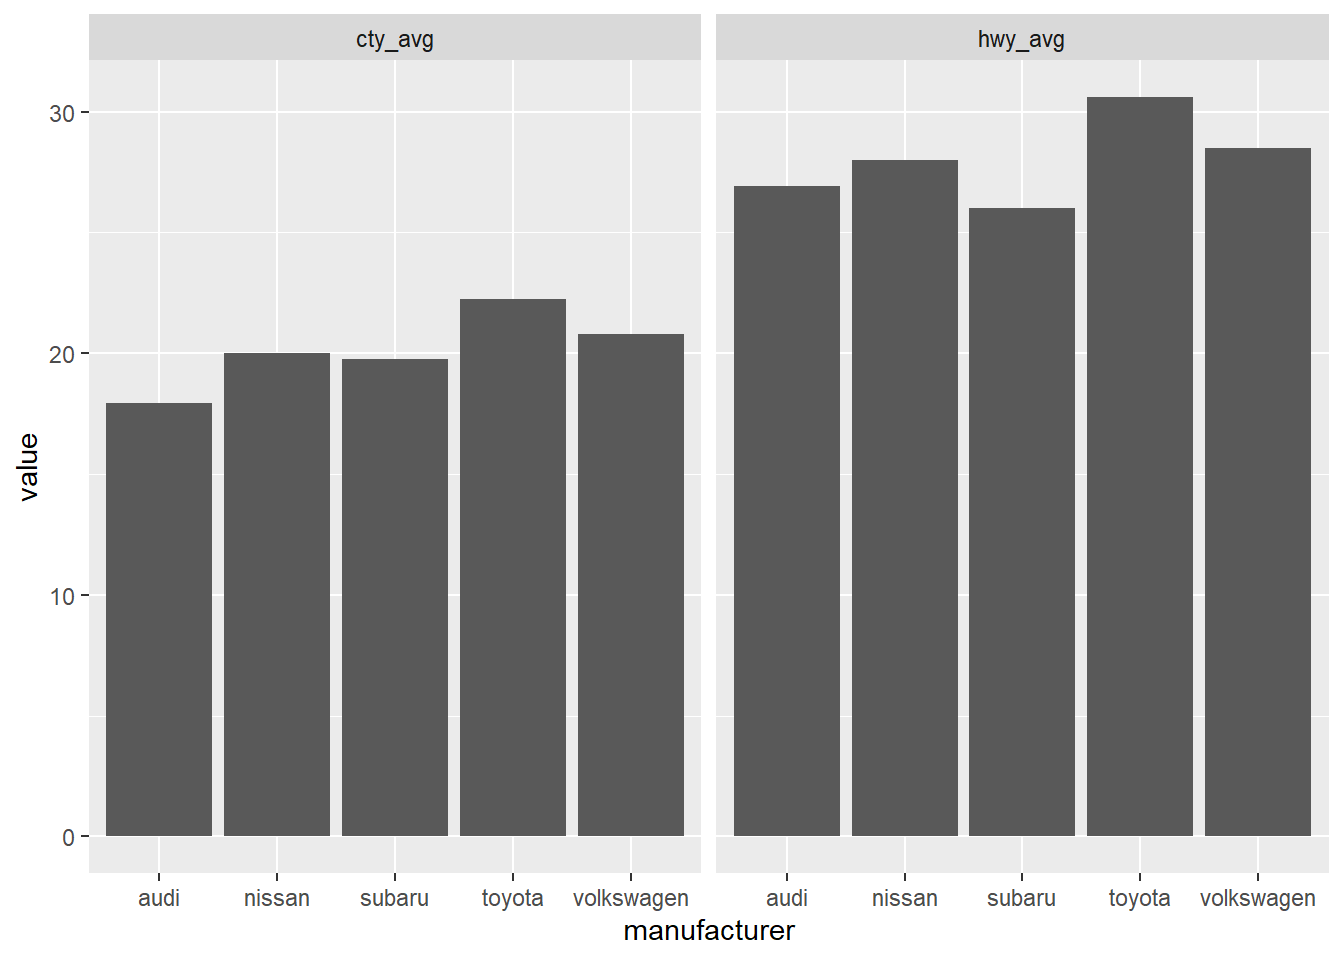 cty_avg
hwy_avg
30
20
10
0
value
audi nissan subaru toyota volkswagen
audi nissan subaru toyota volkswagen
manufacturer